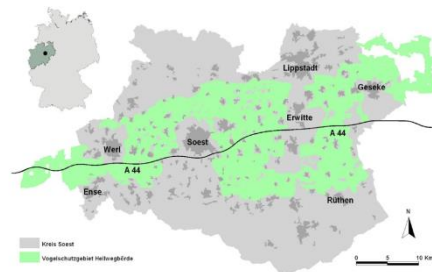 Lippstadt
Geseke
Erwitte
A 44
Soest
Werl
A 44
Ense
Rüthen
N
Kreis Soest
Vogelschutzgebiet Hellwegbörde
0 5 10 Km